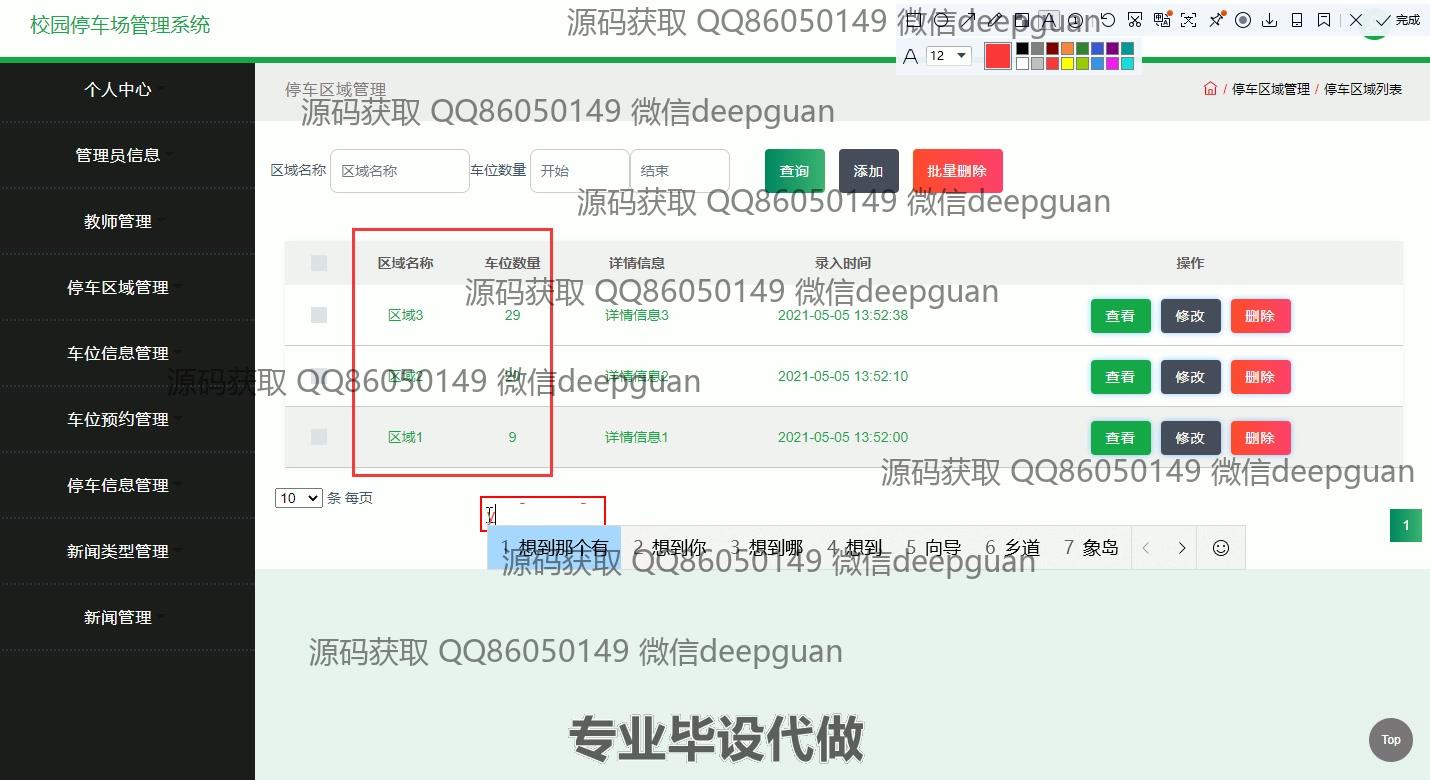 校园停车场管理系统
源码获取 QQ86050149 微信deepguan
完成
A 12
个人中心
管理员信息
教师管理
停车区域管理
车位信息管理
车位预约管理
停车信息管理
新闻类型管理
新闻管理
停车区域管理
/ 停车区域管理 / 停车区域列表
源码获取 QQ86050149 微信deepguan
区域名称 区域名称 车位数量 开始 结束 查询 添加 批量删除
源码获取 QQ86050149 微信deepguan
区域名称 车位数量 详情信息 录入时间 操作
源码获取 QQ86050149 微信deepguan
区域3 29 详情信息3 2021-05-05 13:52:38 查看 修改 删除
区域2 详情信息2 2021-05-05 13:52:10 查看 修改 删除
源码获取 QQ86050149 微信deepguan
区域1 9 详情信息1 2021-05-05 13:52:00 查看 修改 删除
源码获取 QQ86050149 微信deepguan
10 条 每页
1
1 想到那个有 2 想到你 3 想到哪 4 想到 5 向导 6 乡道 7 象岛
源码获取 QQ86050149 微信deepguan
源码获取 QQ86050149 微信deepguan
专业毕设代做
Top